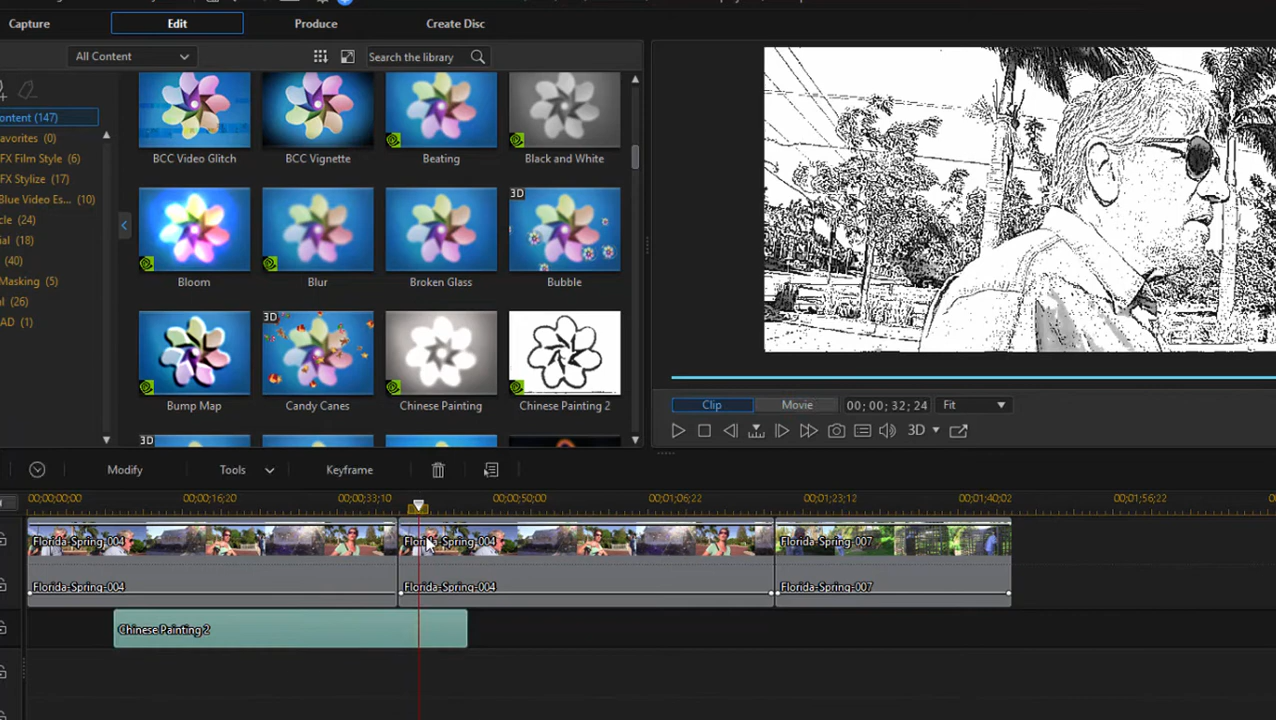 Capture Edit Produce Create Disc
All Content Search the library
ontent (147)
avorites (0)
FX Film Style (6)
FX Stylize (17)
Blue Video Es... (10)
cle (24)
ial (18)
(40)
Masking (5)
l (26)
AD (1)
BCC Video Glitch BCC Vignette Beating Black and White
3D
Bloom Blur Broken Glass Bubble
3D
Bump Map Candy Canes Chinese Painting Chinese Painting 2
3D
Clip Movie 00; 00; 32; 24 Fit
3D
Modify Tools Keyframe
00;00;00;00 00;00;16;20 00;00;33;10 00;00;50;00 00;01;06;22 00;01;23;12 00;01;40;02 00;01;56;22
Florida-Spring-004 Florida-Spring-004 Florida-Spring-007
Florida-Spring-004 Florida-Spring-004 Florida-Spring-007
Chinese Painting 2